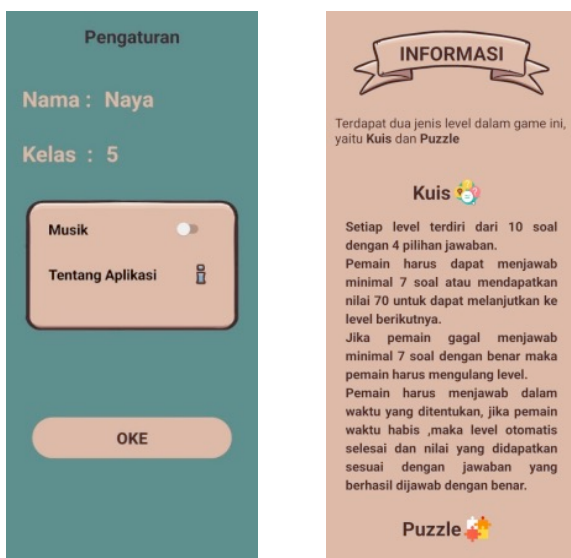 Pengaturan
Nama : Naya
Kelas : 5
Musik
Tentang Aplikasi
OKE
INFORMASI
Terdapat dua jenis level dalam game ini,
yaitu Kuis dan Puzzle
Kuis
Setiap level terdiri dari 10 soal
dengan 4 pilihan jawaban.
Pemain harus dapat menjawab
minimal 7 soal atau mendapatkan
nilai 70 untuk dapat melanjutkan ke
level berikutnya.
Jika pemain gagal menjawab
minimal 7 soal dengan benar maka
pemain harus mengulang level.
Pemain harus menjawab dalam
waktu yang ditentukan, jika pemain
waktu habis ,maka level otomatis
selesai dan nilai yang didapatkan
sesuai dengan jawaban yang
berhasil dijawab dengan benar.
Puzzle